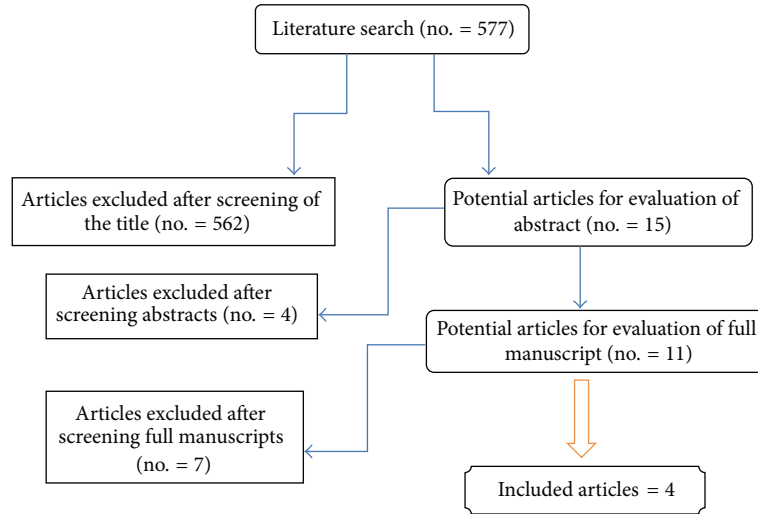 Literature search (no. = 577)
Articles excluded after screening of
the title (no. = 562)
Potential articles for evaluation of
abstract (no. = 15)
Articles excluded after
screening abstracts (no. = 4)
Potential articles for evaluation of full
manuscript (no. = 11)
Articles excluded after
screening full manuscripts
(no. = 7)
Included articles = 4